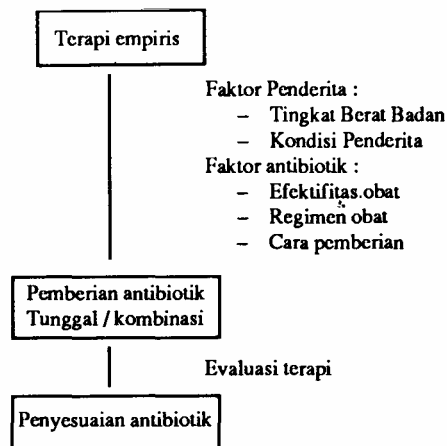 Terapi empiris
Faktor Penderita :
– Tingkat Berat Badan
– Kondisi Penderita
Faktor antibiotik :
– Efektifitas obat
– Regimen obat
– Cara pemberian
Pemberian antibiotik
Tunggal / kombinasi
Evaluasi terapi
Penyesuaian antibiotik